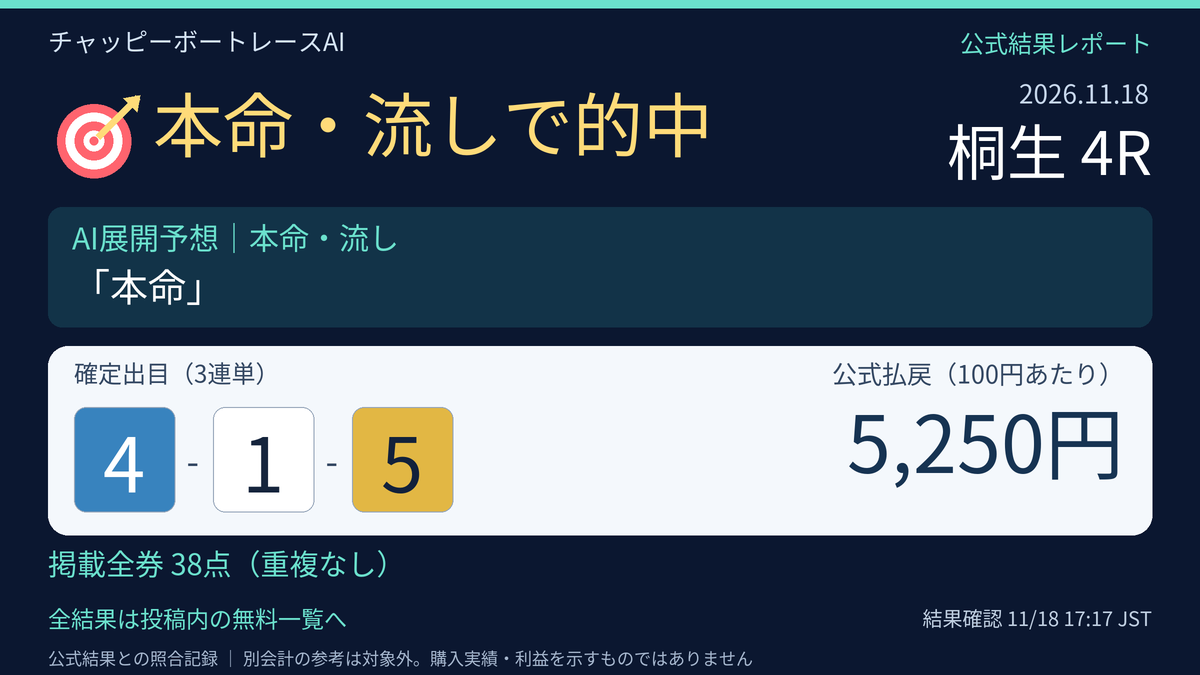 チャッピーボートレースAI
公式結果レポート
2026.11.18
本命・流しで的中
桐生 4R
AI展開予想｜本命・流し
「本命」
確定出目（3連単）
公式払戻（100円あたり）
4 - 1 - 5
5,250円
掲載全券 38点（重複なし）
全結果は投稿内の無料一覧へ
結果確認 11/18 17:17 JST
公式結果との照合記録 ｜ 別会計の参考は対象外。購入実績・利益を示すものではありません